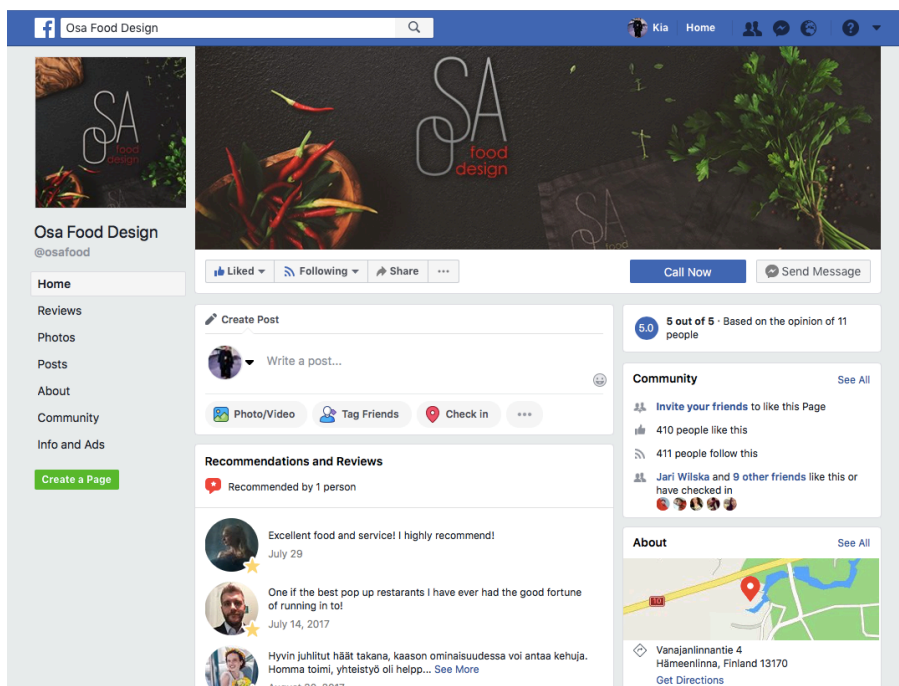 Osa Food Design
Kia
Home
SA
O food
design
SA
O food
design
SA
food
Osa Food Design
@osafood
Home
Reviews
Photos
Posts
About
Community
Info and Ads
Create a Page
Liked
Following
Share
Call Now
Send Message
Create Post
Write a post...
Photo/Video
Tag Friends
Check in
Recommendations and Reviews
Recommended by 1 person
Excellent food and service! I highly recommend!
July 29
One if the best pop up restarants I have ever had the good fortune
of running in to!
July 14, 2017
Hyvin juhlitut häät takana, kaason ominaisuudessa voi antaa kehuja.
Homma toimi, yhteistyö oli helpp... See More
5.0
5 out of 5 · Based on the opinion of 11
people
Community
See All
Invite your friends to like this Page
410 people like this
411 people follow this
Jari Wilska and 9 other friends like this or
have checked in
About
See All
10
Vanajanlinnantie 4
Hämeenlinna, Finland 13170
Get Directions